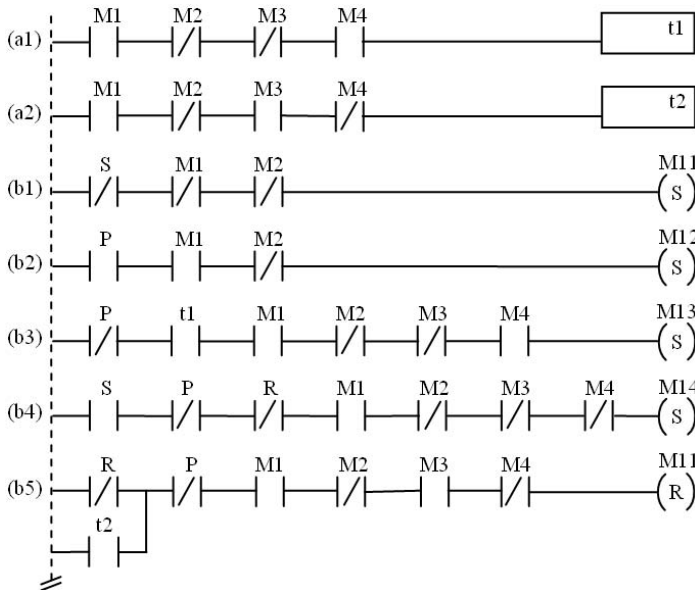 M1 M2 M3 M4
(a1) t1
M1 M2 M3 M4
(a2) t2
S M1 M2 M11
(b1) S
P M1 M2 M12
(b2) S
P t1 M1 M2 M3 M4 M13
(b3) S
S P R M1 M2 M3 M4 M14
(b4) S
R P M1 M2 M3 M4 M11
(b5) R
t2